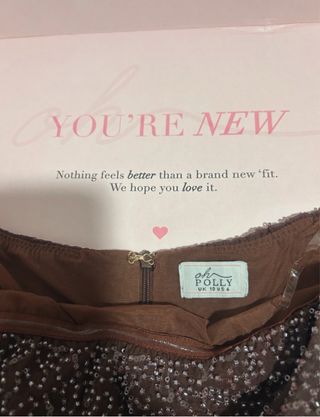 oh
YOU'RE NEW
Nothing feels better than a brand new 'fit.
We hope you love it.
oh
POLLY
UK 10 US 6